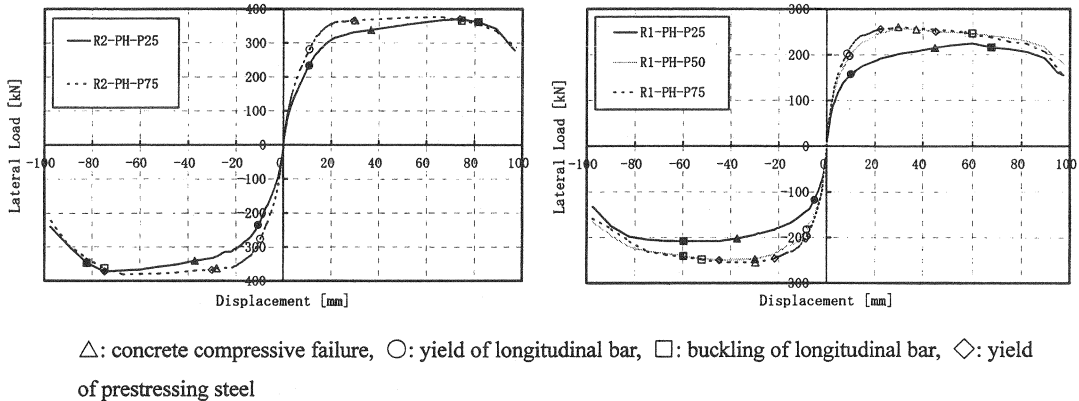 400
300
200
100
0
-100
-200
-300
-400
-100 -80 -60 -40 -20 0 20 40 60 80 100
Lateral Load [kN]
Displacement [mm]
R2-PH-P25
R2-PH-P75
300
200
100
0
-100
-200
300
-100 -80 -60 -40 -20 0 20 40 60 80 100
Lateral Load [kN]
Displacement [mm]
R1-PH-P25
R1-PH-P50
R1-PH-P75
△: concrete compressive failure, ○: yield of longitudinal bar, □: buckling of longitudinal bar, ◇: yield
of prestressing steel